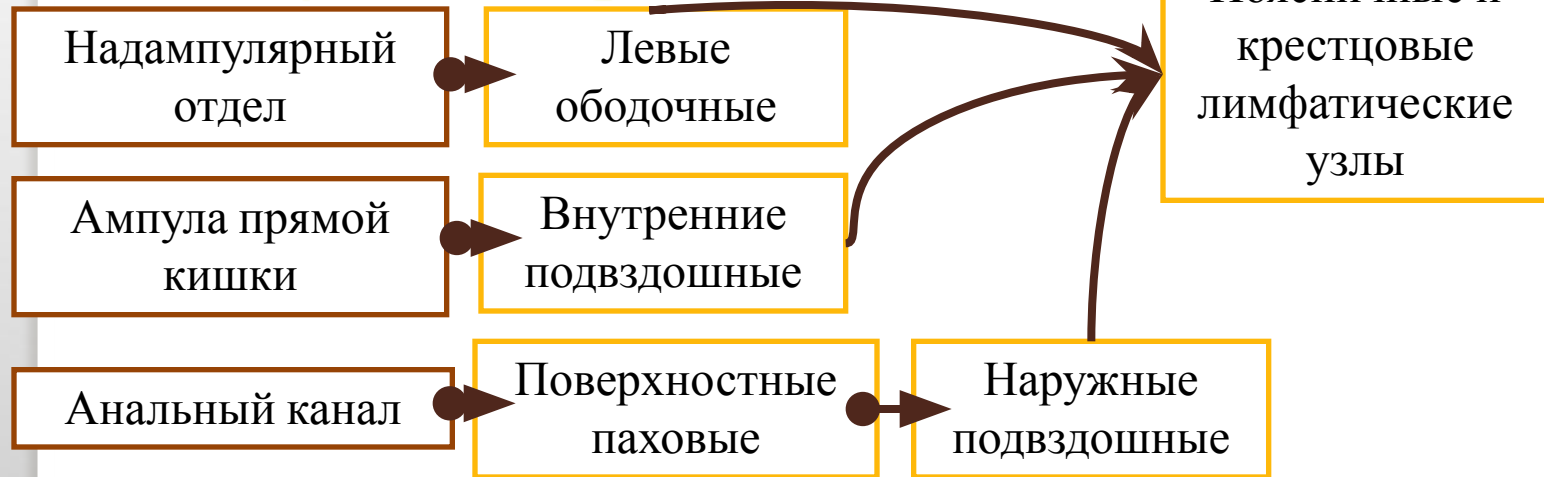 Надампулярный
отдел
Левые
ободочные
крестцовые
лимфатические
узлы
Ампула прямой
кишки
Внутренние
подвздошные
Анальный канал
Поверхностные
паховые
Наружные
подвздошные